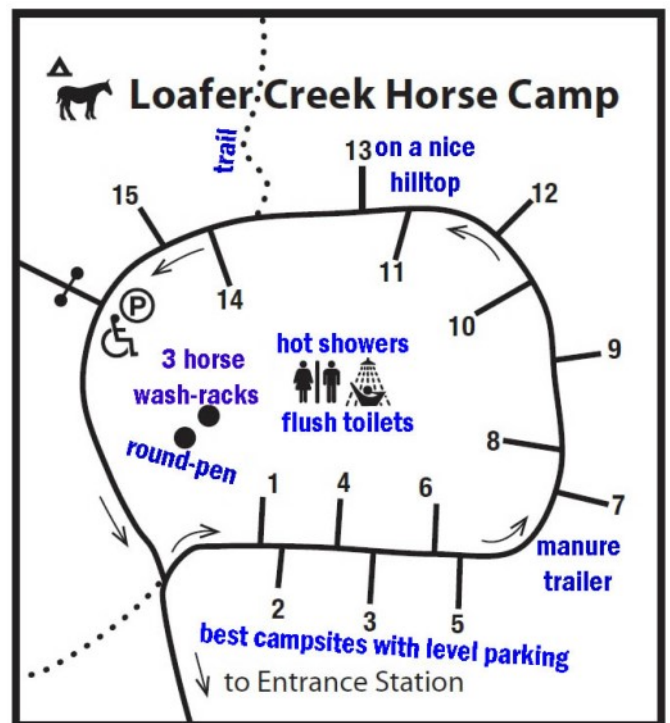 Loafer Creek Horse Camp
trail
13 on a nice
hilltop
15
12
14
11
10
P
3 horse
wash-racks
hot showers
flush toilets
9
8
7
round-pen
1
4
6
manure
trailer
2
3
5
best campsites with level parking
to Entrance Station